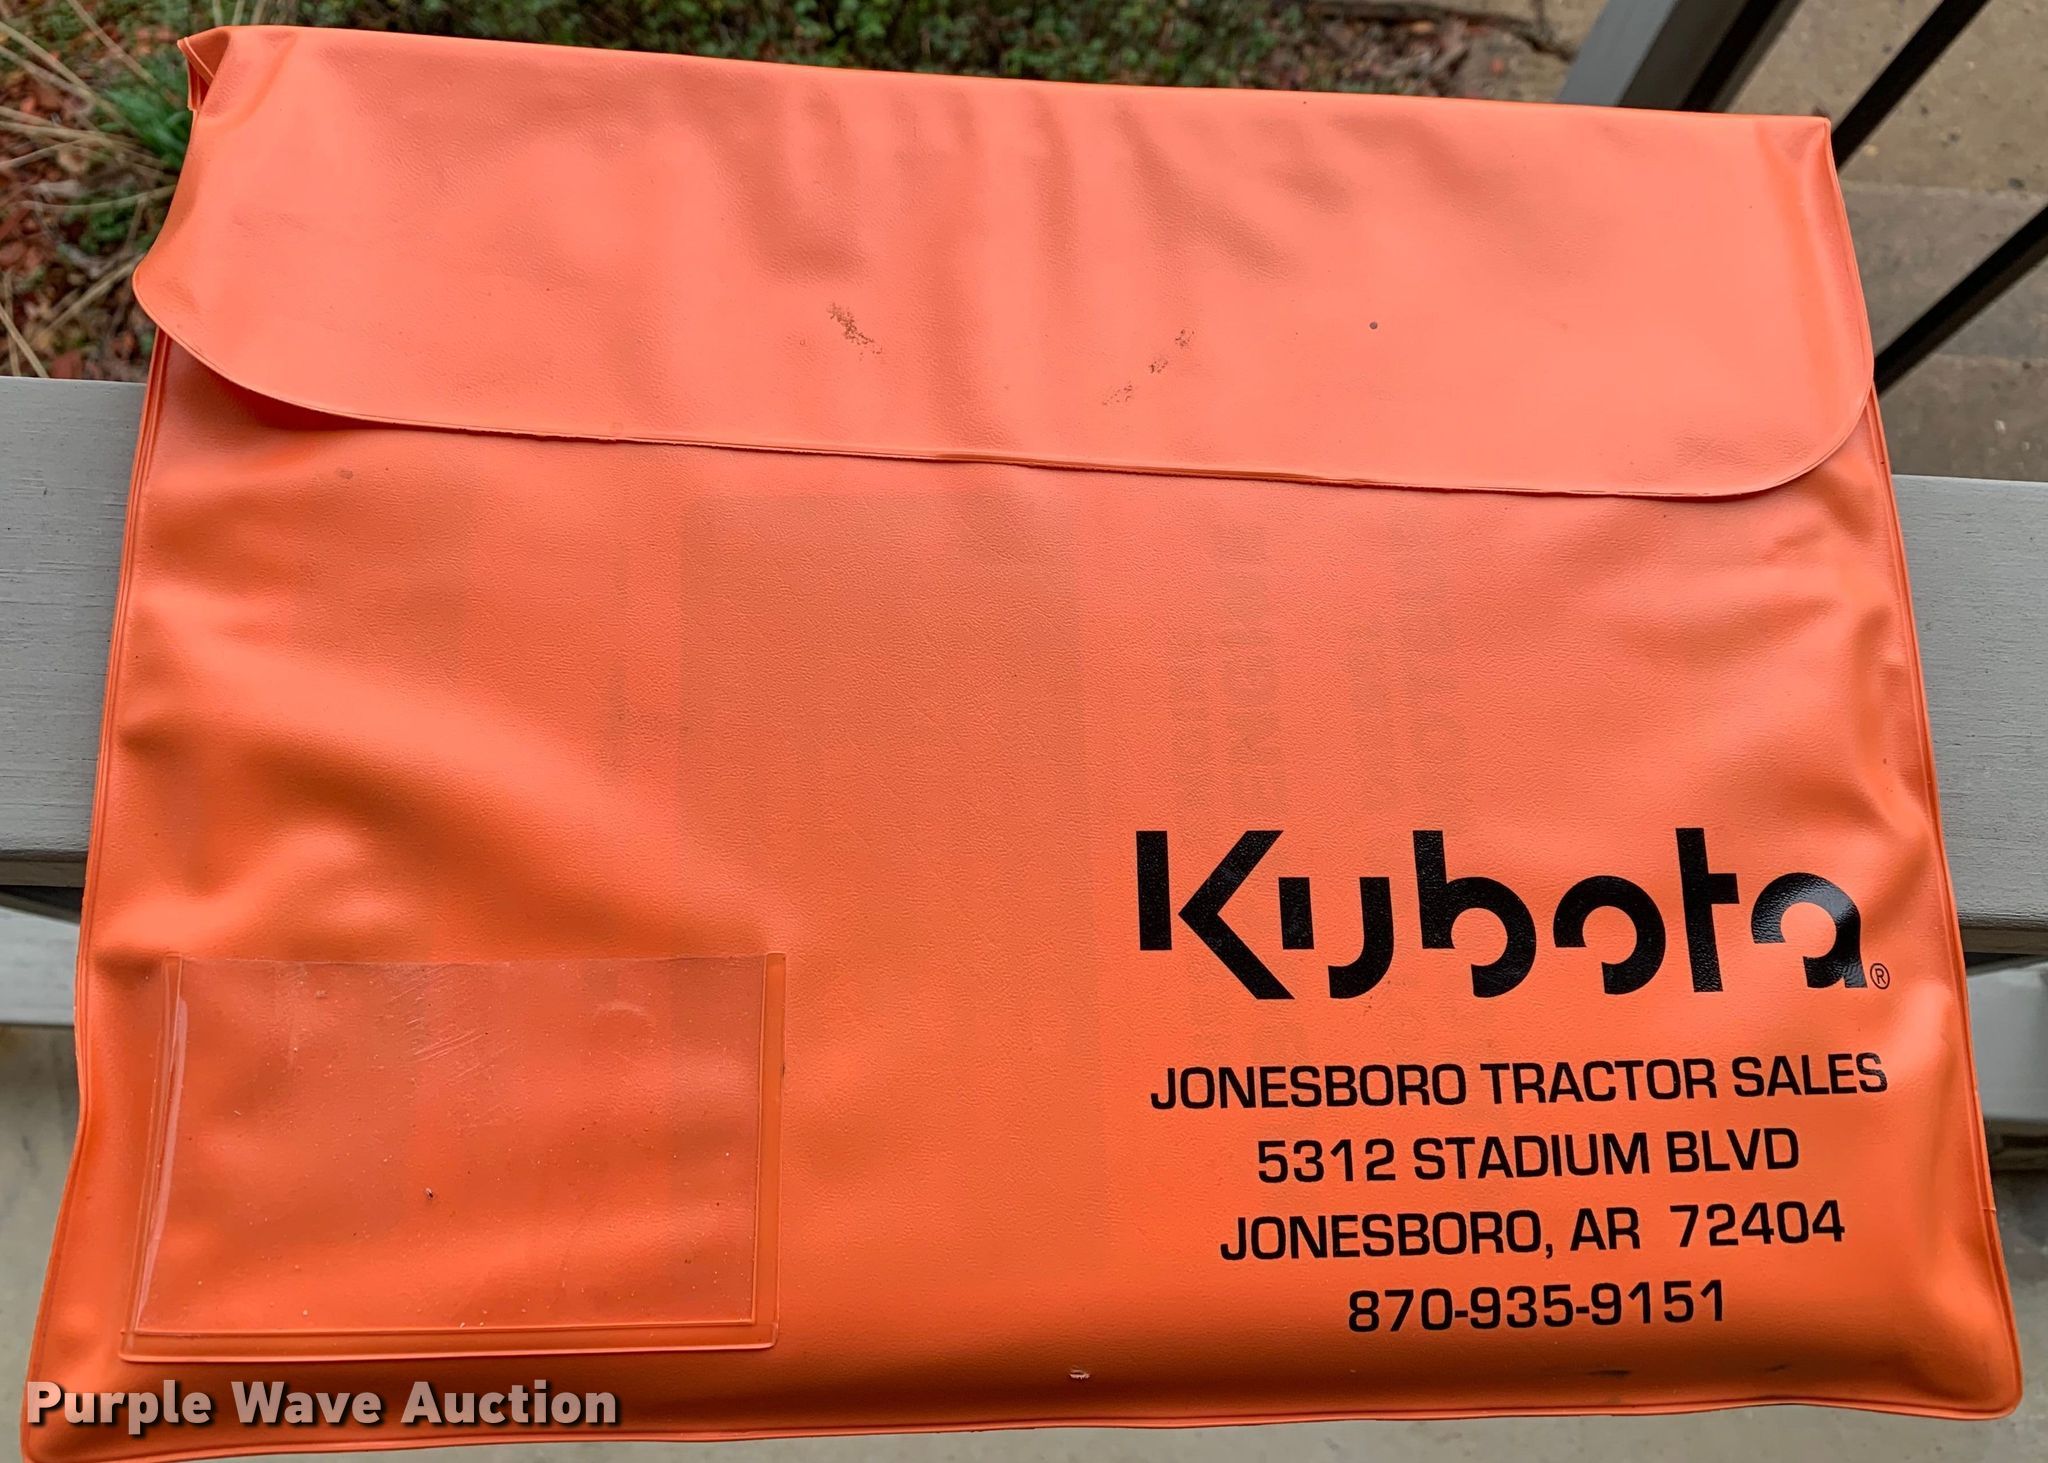 Kubota®
JONESBORO TRACTOR SALES
5312 STADIUM BLVD
JONESBORO, AR 72404
870-935-9151
Purple Wave Auction